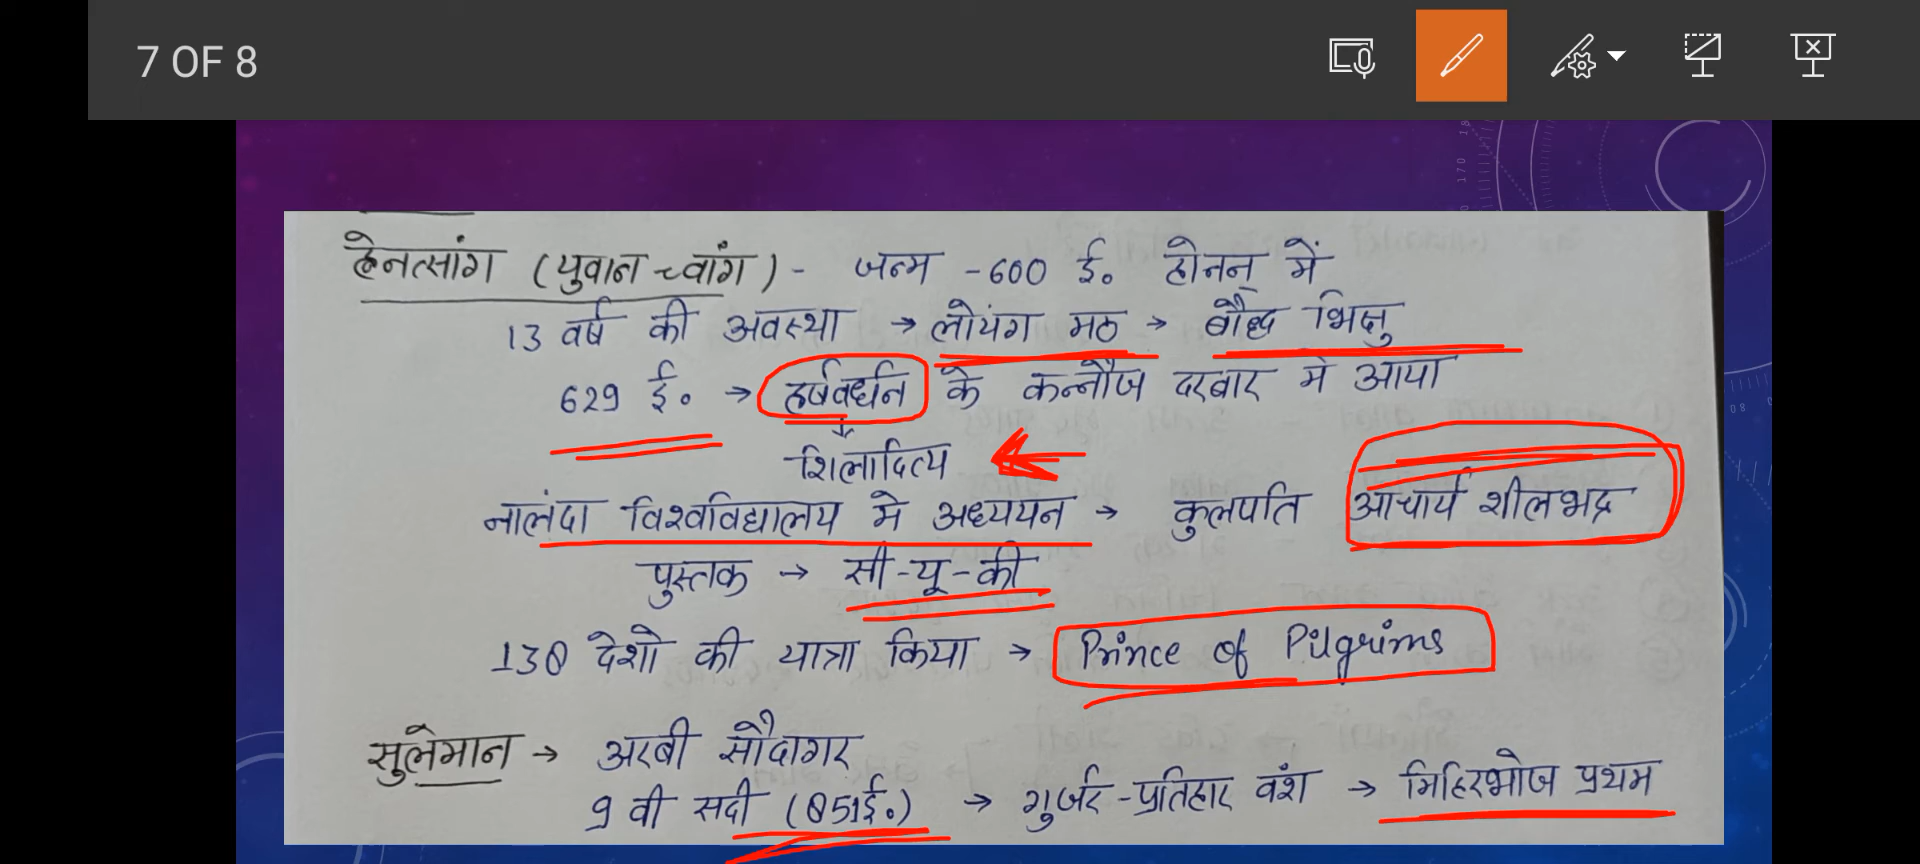 7 OF 8
ह्वेनत्सांग (युवान च्वांग) - जन्म - 600 ई० होनन् में
13 वर्ष की अवस्था → लोयंग मठ → बौद्ध भिक्षु
629 ई० → हर्षवर्धन के कन्नौज दरबार मे आया
↓
शिलादित्य
नालंदा विश्वविद्यालय मे अध्ययन → कुलपति आचार्य शीलभद्र
पुस्तक → सी-यू-की
138 देशो की यात्रा किया → Prince of Pilgrims
सुलेमान → अरबी सौदागर
9 वी सदी (851ई०) → गुर्जर-प्रतिहार वंश → मिहिरभोज प्रथम